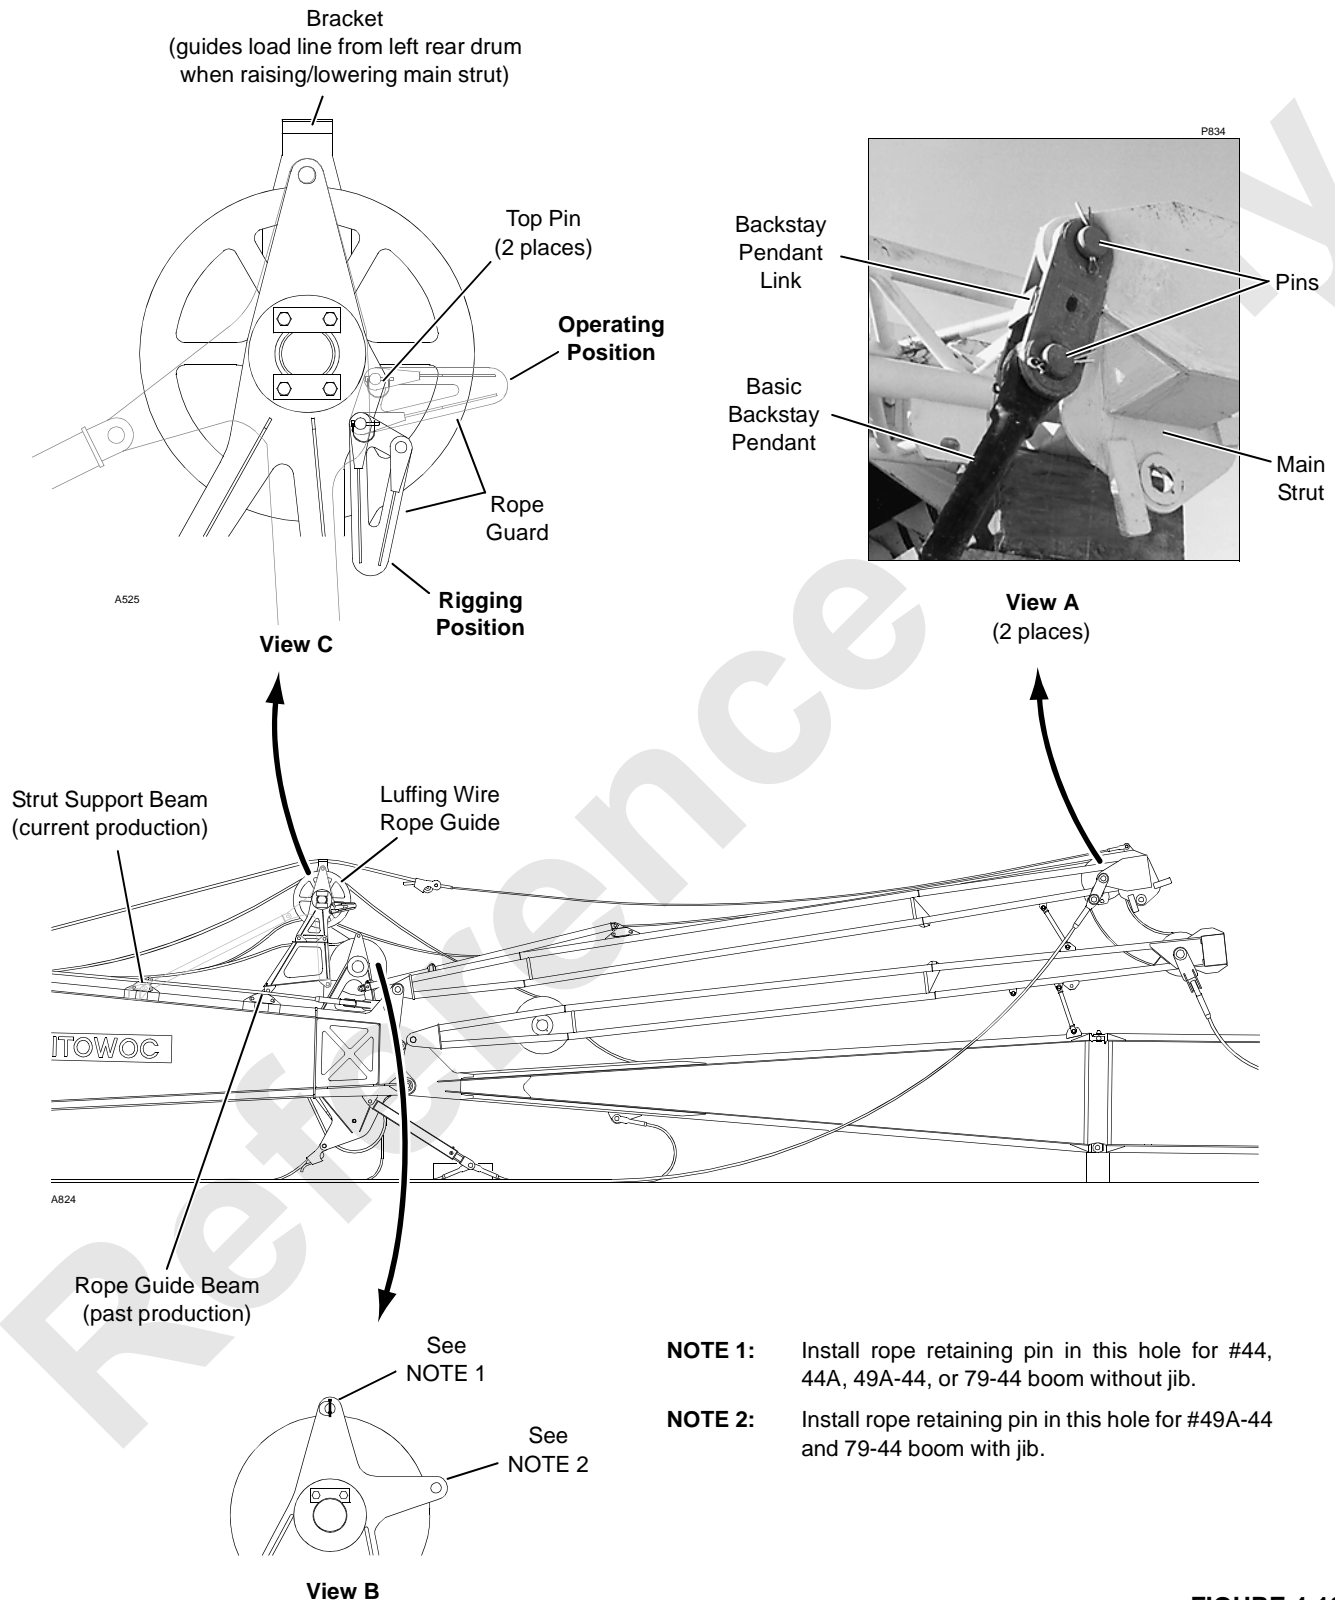 Bracket
(guides load line from left rear drum
when raising/lowering main strut)
Top Pin
(2 places)
Operating
Position
Rope
Guard
Rigging
Position
A525
View C
P834
Backstay
Pendant
Link
Pins
Basic
Backstay
Pendant
Main
Strut
View A
(2 places)
Strut Support Beam
(current production)
Luffing Wire
Rope Guide
ITOWOC
A824
Rope Guide Beam
(past production)
See
NOTE 1
See
NOTE 2
View B
NOTE 1: Install rope retaining pin in this hole for #44,
44A, 49A-44, or 79-44 boom without jib.
NOTE 2: Install rope retaining pin in this hole for #49A-44
and 79-44 boom with jib.
Reference